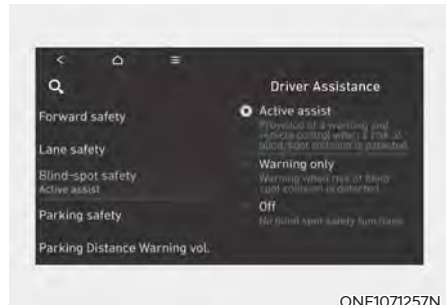 Driver Assistance
Forward safety
Lane safety
Blind-spot safety
Active assist
Parking safety
Parking Distance Warning vol.
Active assist
Provision of a warning and
vehicle control when a risk of
blind-spot collision is detected
Warning only
Warning when risk of blind
spot collision is detected
Off
No blind spot safety functions
ONE1071257N